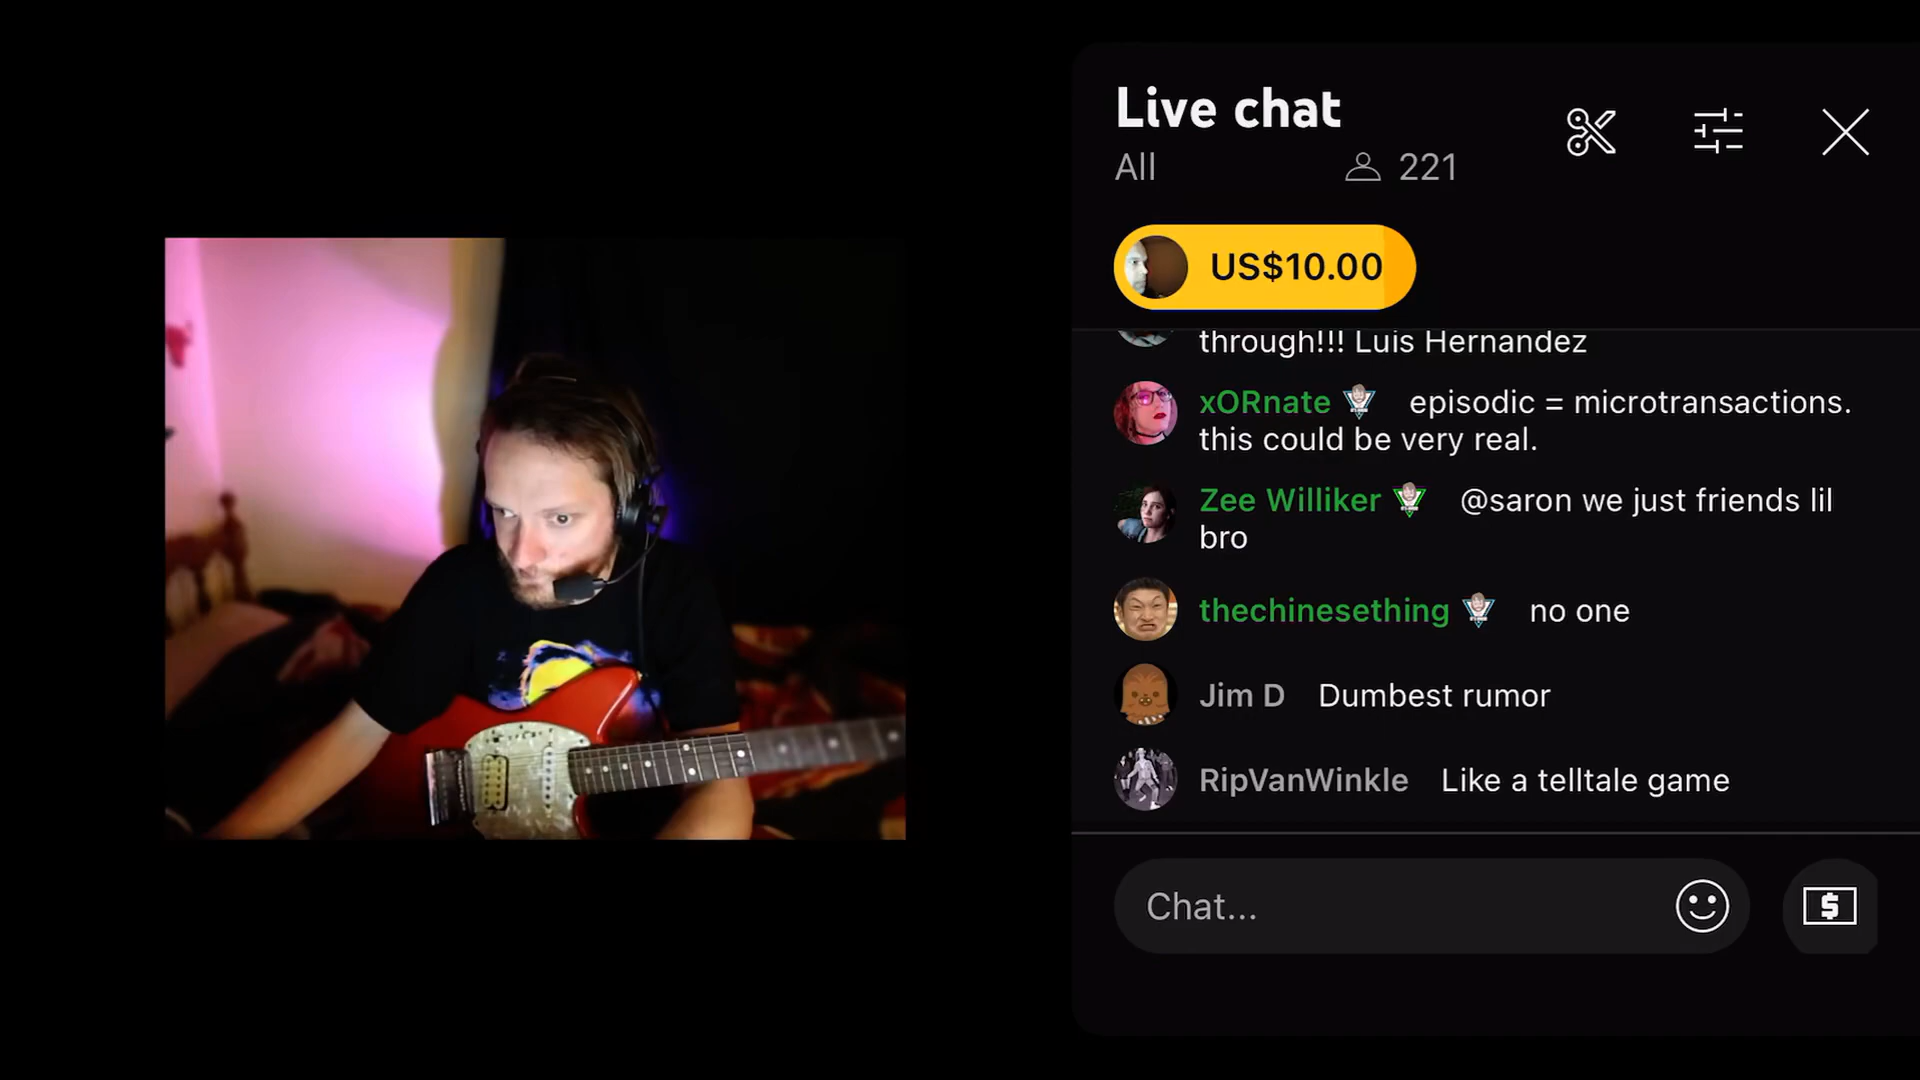 Live chat
All 221
US$10.00
through!!! Luis Hernandez
xORnate episodic = microtransactions.
this could be very real.
Zee Williker @saron we just friends lil
bro
thechinesething no one
Jim D Dumbest rumor
RipVanWinkle Like a telltale game
Chat...